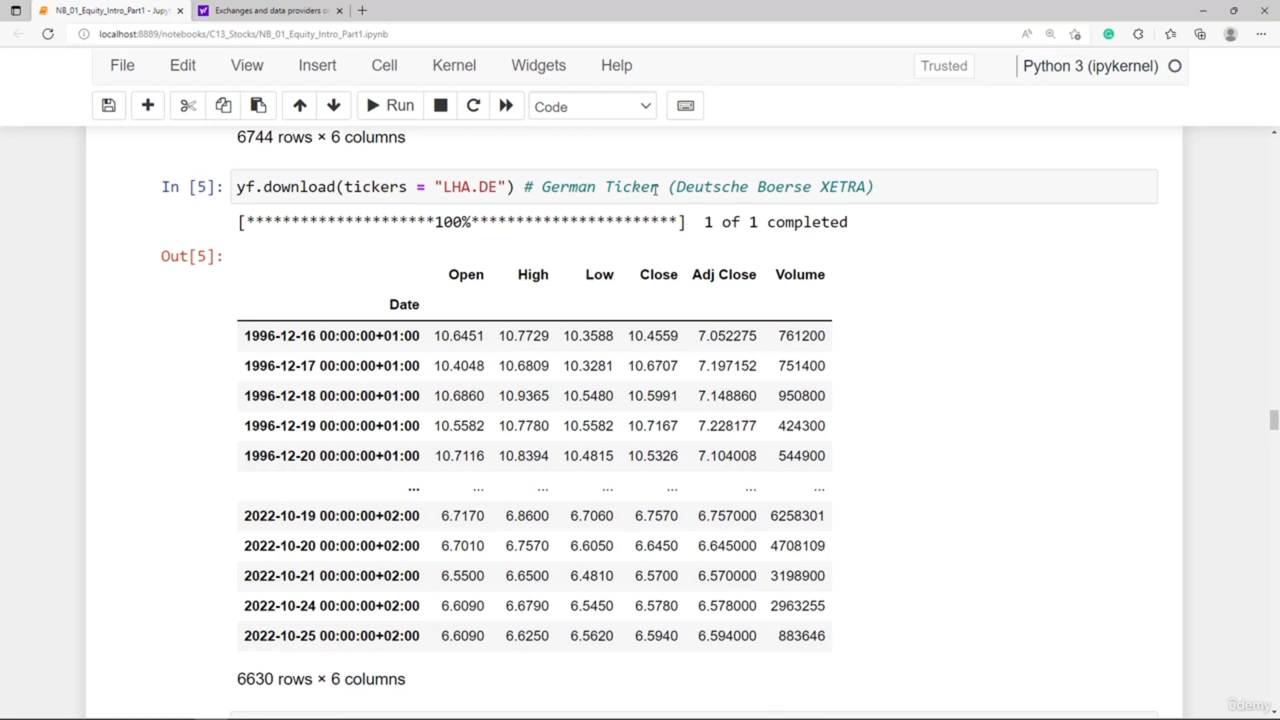 NB_01_Equity_Intro_Part1 - Jupyt
Exchanges and data providers o
localhost:8889/notebooks/C13_Stocks/NB_01_Equity_Intro_Part1.ipynb
File Edit View Insert Cell Kernel Widgets Help Trusted Python 3 (ipykernel)
Run Code
6744 rows × 6 columns
In [5]: yf.download(tickers = "LHA.DE") # German Ticker (Deutsche Boerse XETRA)
[**********************100%***********************] 1 of 1 completed
Out[5]:
Open High Low Close Adj Close Volume
Date
1996-12-16 00:00:00+01:00 10.6451 10.7729 10.3588 10.4559 7.052275 761200
1996-12-17 00:00:00+01:00 10.4048 10.6809 10.3281 10.6707 7.197152 751400
1996-12-18 00:00:00+01:00 10.6860 10.9365 10.5480 10.5991 7.148860 950800
1996-12-19 00:00:00+01:00 10.5582 10.7780 10.5582 10.7167 7.228177 424300
1996-12-20 00:00:00+01:00 10.7116 10.8394 10.4815 10.5326 7.104008 544900
... ... ... ... ... ... ...
2022-10-19 00:00:00+02:00 6.7170 6.8600 6.7060 6.7570 6.757000 6258301
2022-10-20 00:00:00+02:00 6.7010 6.7570 6.6050 6.6450 6.645000 4708109
2022-10-21 00:00:00+02:00 6.5500 6.6500 6.4810 6.5700 6.570000 3198900
2022-10-24 00:00:00+02:00 6.6090 6.6790 6.5450 6.5780 6.578000 2963255
2022-10-25 00:00:00+02:00 6.6090 6.6250 6.5620 6.5940 6.594000 883646
6630 rows × 6 columns
ûdemy